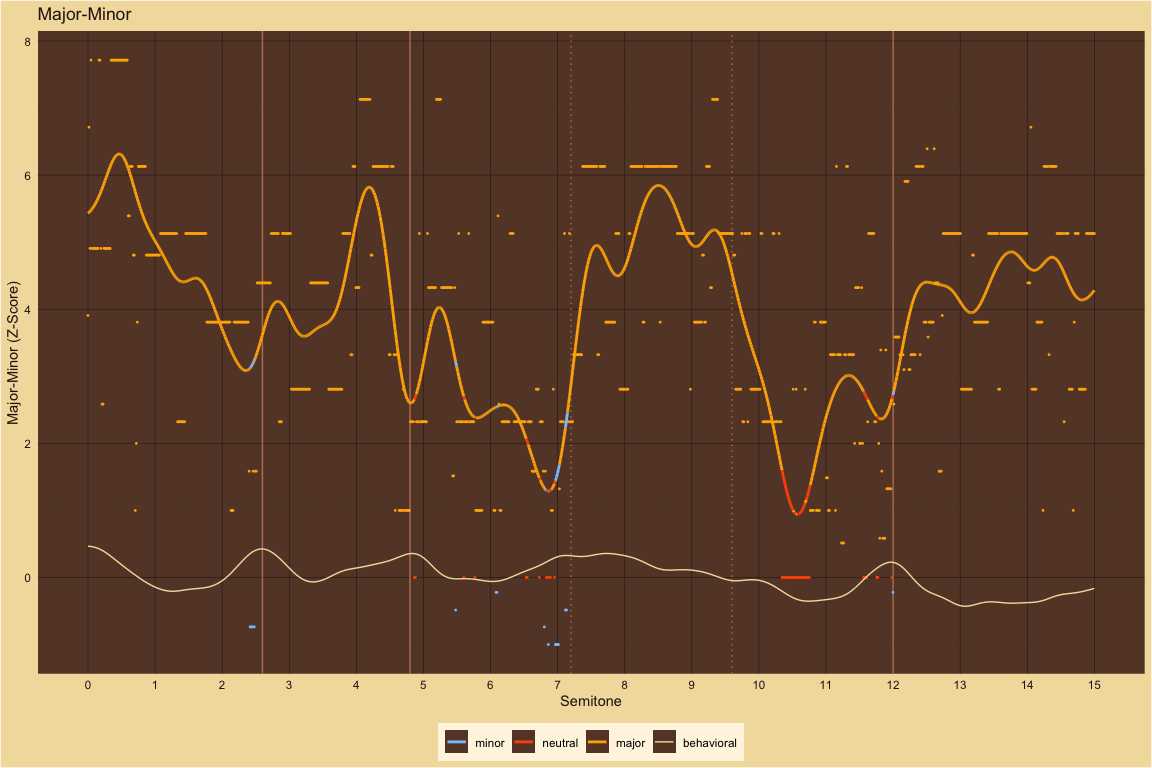 Major-Minor
Major-Minor (Z-Score)
8
6
4
2
0
0 1 2 3 4 5 6 7 8 9 10 11 12 13 14 15
Semitone
minor neutral major behavioral